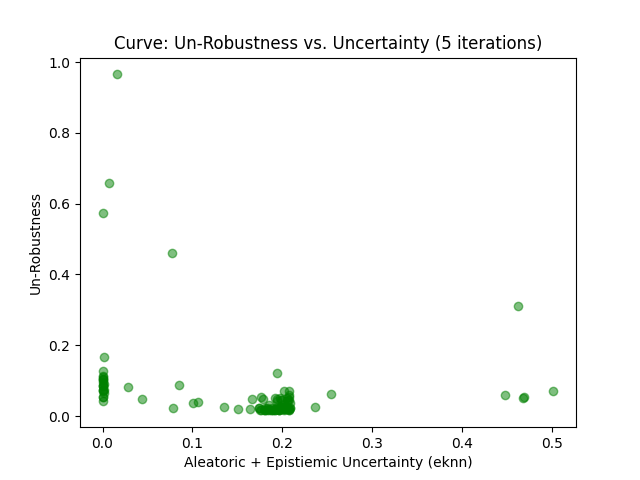 Curve: Un-Robustness vs. Uncertainty (5 iterations)
1.0
0.8
0.6
0.4
0.2
0.0
Un-Robustness
0.0 0.1 0.2 0.3 0.4 0.5
Aleatoric + Epistiemic Uncertainty (eknn)